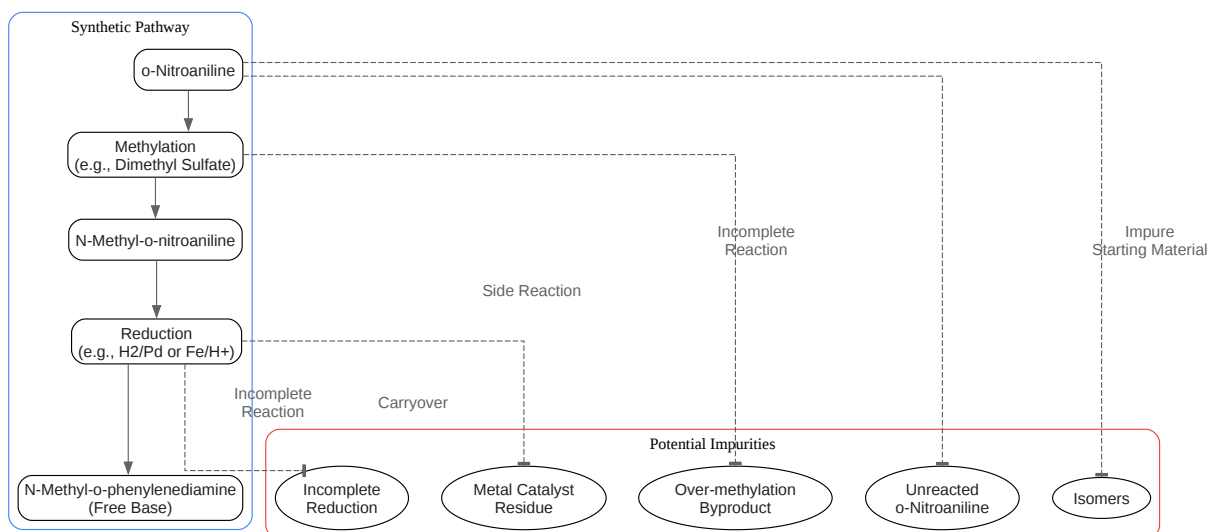 Synthetic Pathway
o-Nitroaniline
Methylation
(e.g., Dimethyl Sulfate)
N-Methyl-o-nitroaniline
Incomplete
Reaction
Impure
Starting Material
Side Reaction
Reduction
(e.g., H2/Pd or Fe/H+)
Incomplete
Reaction
Carryover
Potential Impurities
N-Methyl-o-phenylenediamine
(Free Base)
Incomplete
Reduction
Metal Catalyst
Residue
Over-methylation
Byproduct
Unreacted
o-Nitroaniline
Isomers